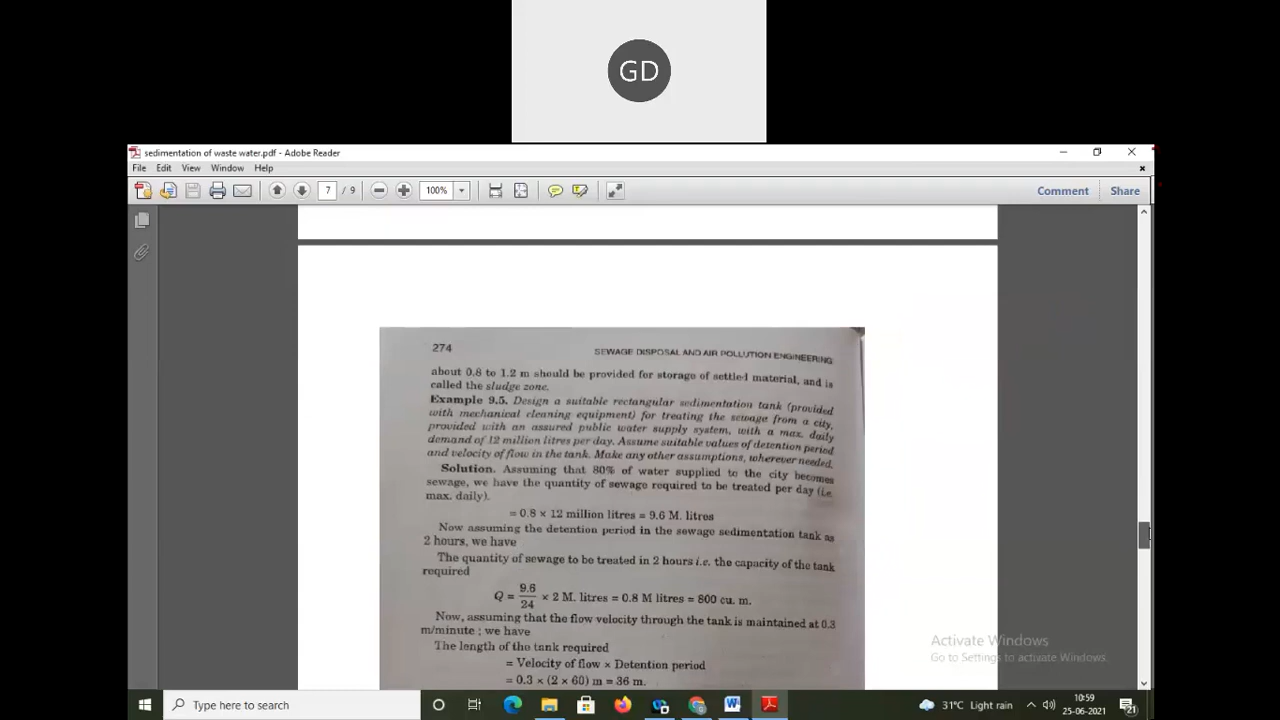 GD
sedimentation of waste water.pdf - Adobe Reader
File Edit View Window Help
7 / 9 100% Comment Share
274 SEWAGE DISPOSAL AND AIR POLLUTION ENGINEERING
about 0.8 to 1.2 m should be provided for storage of settled material, and is
called the sludge zone.
Example 9.5. Design a suitable rectangular sedimentation tank (provided
with mechanical cleaning equipment) for treating the sewage from a city,
provided with an assured public water supply system, with a max. daily
demand of 12 million litres per day. Assume suitable values of detention period
and velocity of flow in the tank. Make any other assumptions, wherever needed.
Solution. Assuming that 80% of water supplied to the city becomes
sewage, we have the quantity of sewage required to be treated per day (i.e.
max. daily).
= 0.8 × 12 million litres = 9.6 M. litres
Now assuming the detention period in the sewage sedimentation tank as
2 hours, we have
The quantity of sewage to be treated in 2 hours i.e. the capacity of the tank
required
Q = 9.6/24 × 2 M. litres = 0.8 M litres = 800 cu. m.
Now, assuming that the flow velocity through the tank is maintained at 0.3
m/minute ; we have
The length of the tank required
= Velocity of flow × Detention period
= 0.3 × (2 × 60) m = 36 m.
Activate Windows
Go to Settings to activate Windows.
Type here to search
31°C Light rain
10:59
25-06-2021
21